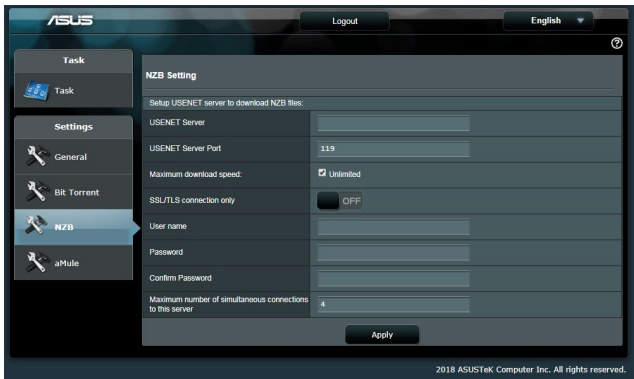 ASUS
Logout
English
?
Task
Task
Settings
General
Bit Torrent
NZB
aMule
NZB Setting
Setup USENET server to download NZB files:
USENET Server
USENET Server Port
119
Maximum download speed:
Unlimited
SSL/TLS connection only
OFF
User name
Password
Confirm Password
Maximum number of simultaneous connections
to this server
4
Apply
2018 ASUSTeK Computer Inc. All rights reserved.